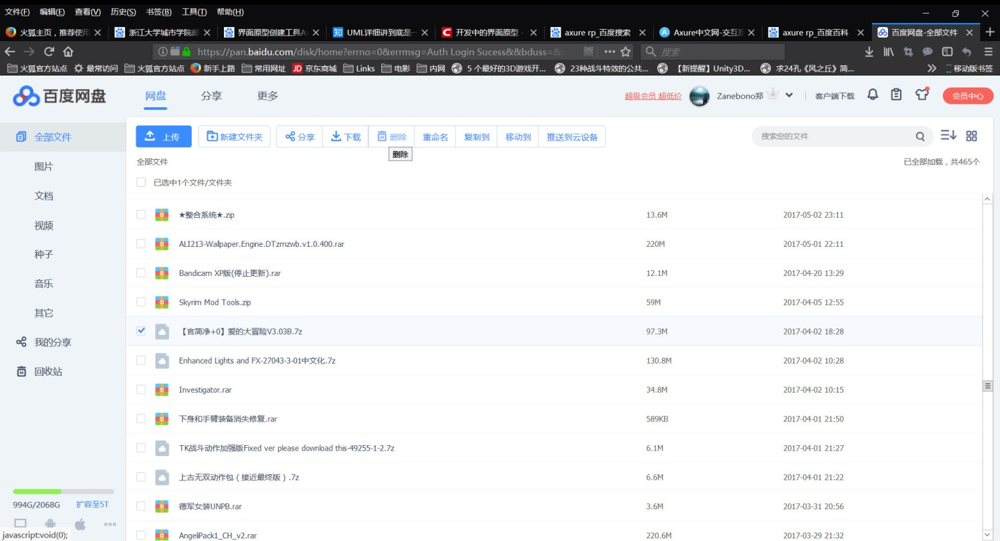 文件(F) 编辑(E) 查看(V) 历史(S) 书签(B) 工具(T) 帮助(H)
火狐主页，推荐使用 浙江大学城市学院邮 界面原型创建工具Ax 知 UML详细讲到底是一 C 开发中的界面原型 - axure rp_百度搜索 A Axure中文网-交互原 axure rp_百度百科 百度网盘-全部文件
https://pan.baidu.com/disk/home?errno=0&errmsg=Auth Login Sucess&&bduss=&s 搜索
火狐官方站点 最常访问 火狐官方站点 新手上路 常用网址 JD 京东商城 Links 电影 内网 5 个最好的3D游戏开... 23种战斗特效的公共... 【新提醒】Unity3D... 求24孔《风之丘》简... 移动版书签
百度网盘 网盘 分享 更多 超级会员 超低价 Zanebono郑 客户端下载 会员中心
全部文件
图片
文档
视频
种子
音乐
其它
我的分享
回收站
994G/2068G 扩容至5T
javascript:void(0);
上传 新建文件夹 分享 下载 删除 重命名 复制到 移动到 推送到云设备 搜索您的文件
删除
全部文件 已全部加载，共465个
已选中1个文件/文件夹
★整合系统★.zip 13.6M 2017-05-02 23:11
ALI213-Wallpaper.Engine.DTzmzwb.v1.0.400.rar 220M 2017-05-01 22:11
Bandicam XP版(停止更新).rar 12.1M 2017-04-20 13:29
Skyrim Mod Tools.zip 59M 2017-04-05 12:55
【官简净+0】爱的大冒险V3.03B.7z 97.3M 2017-04-02 18:28
Enhanced Lights and FX-27043-3-01中文化.7z 130.8M 2017-04-02 10:28
Investigator.rar 34.8M 2017-04-02 10:15
下身和手臂装备消失修复.rar 589KB 2017-04-01 21:50
TK战斗动作加强版Fixed ver please download this-49255-1-2.7z 6.1M 2017-04-01 21:27
上古无双动作包（接近最终版）.7z 6.6M 2017-04-01 21:22
德军女装UNPB.rar 3.6M 2017-03-31 20:56
AngeliPack1_CH_v2.rar 220.6M 2017-03-29 21:32